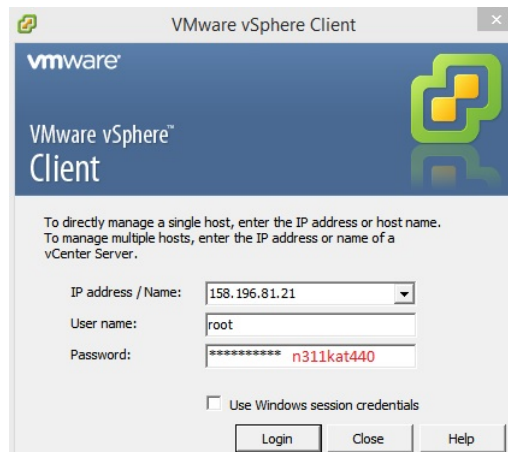 VMware vSphere Client
vmware
VMware vSphere™
Client
To directly manage a single host, enter the IP address or host name.
To manage multiple hosts, enter the IP address or name of a
vCenter Server.
IP address / Name: 158.196.81.21
User name: root
Password: ********** n311kat440
Use Windows session credentials
Login Close Help